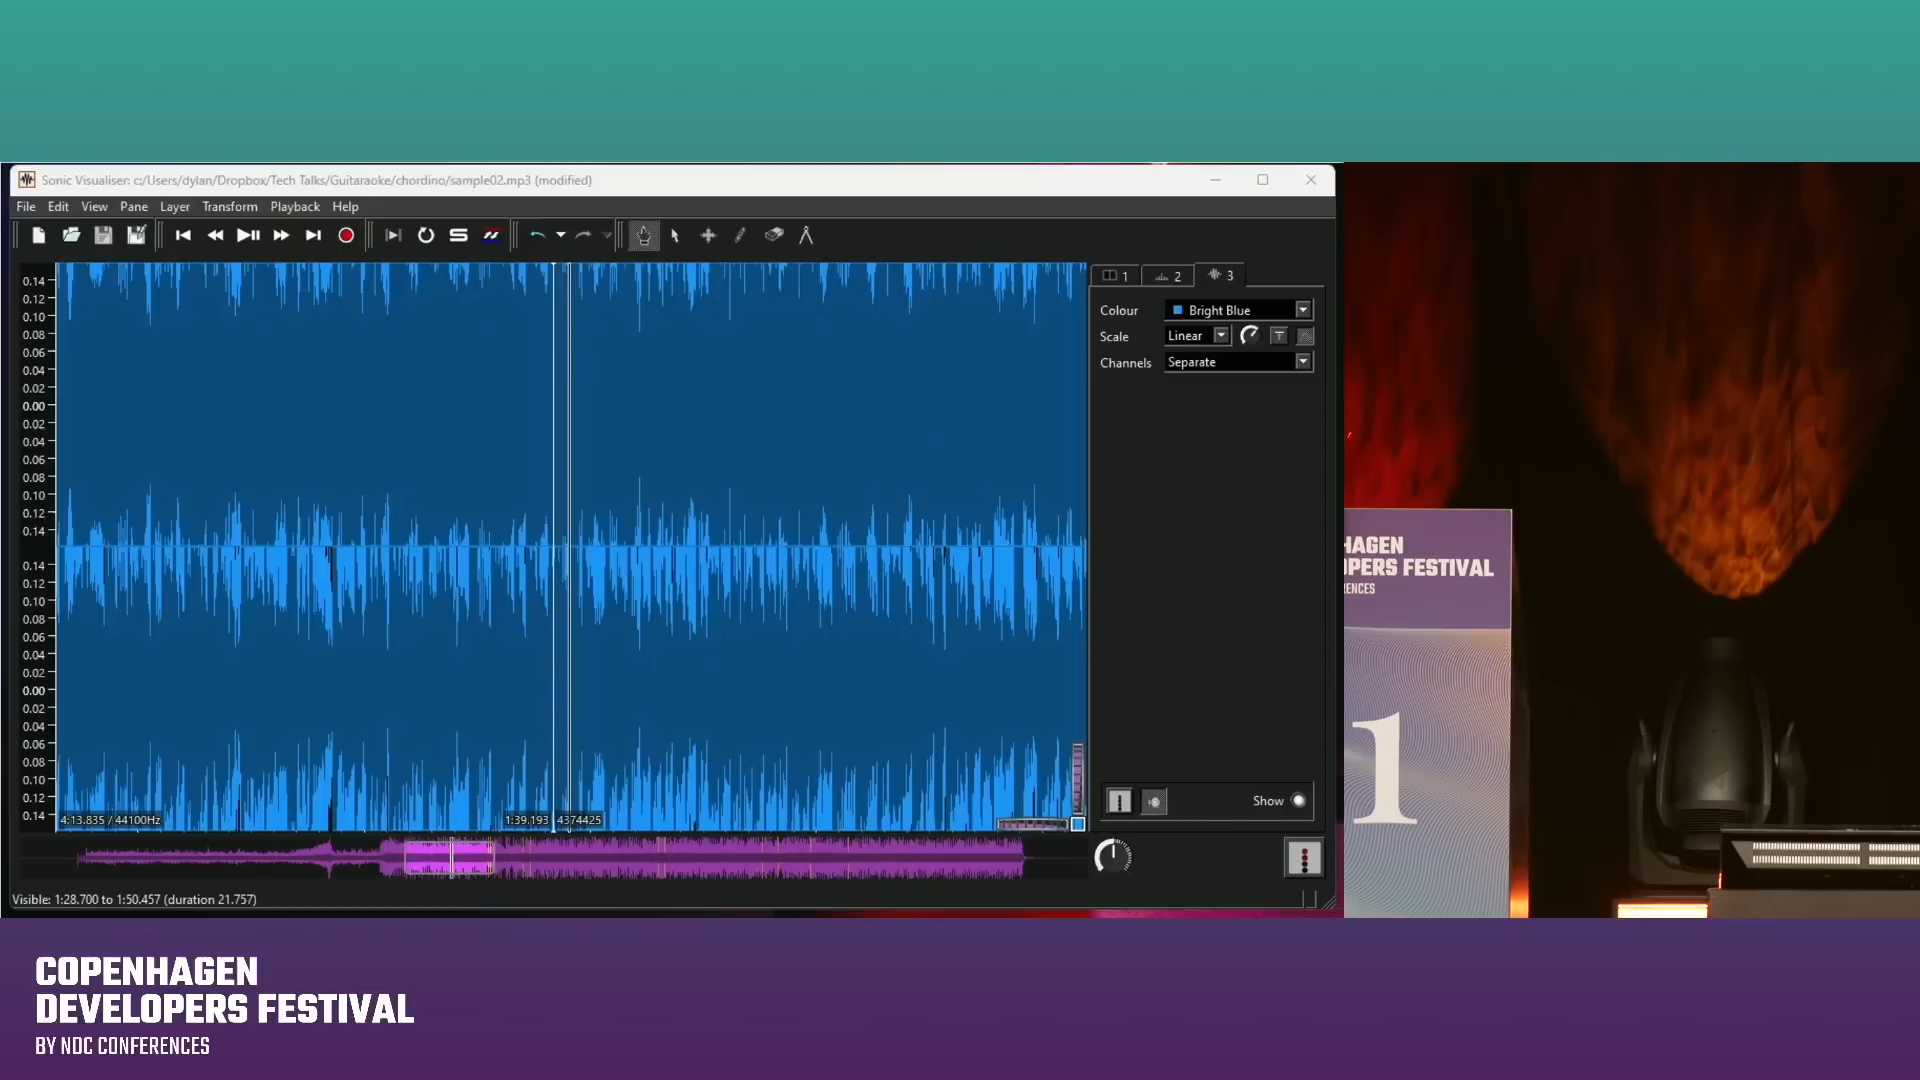 Sonic Visualiser: c:/Users/dylan/Dropbox/Tech Talks/Guitaraoke/chordino/sample02.mp3 (modified)
File Edit View Pane Layer Transform Playback Help
1 2 3
Colour Bright Blue
Scale Linear
Channels Separate
0.14
0.12
0.10
0.08
0.06
0.04
0.02
0.00
0.02
0.04
0.06
0.08
0.10
0.12
0.14
0.14
0.12
0.10
0.08
0.06
0.04
0.02
0.00
0.02
0.04
0.06
0.08
0.10
0.12
0.14
4:13.835 / 44100Hz
1:39.193 4374425
Show
Visible: 1:28.700 to 1:50.457 (duration 21.757)
HAGEN
OPERS FESTIVAL
ENCES
1
COPENHAGEN
DEVELOPERS FESTIVAL
BY NDC CONFERENCES